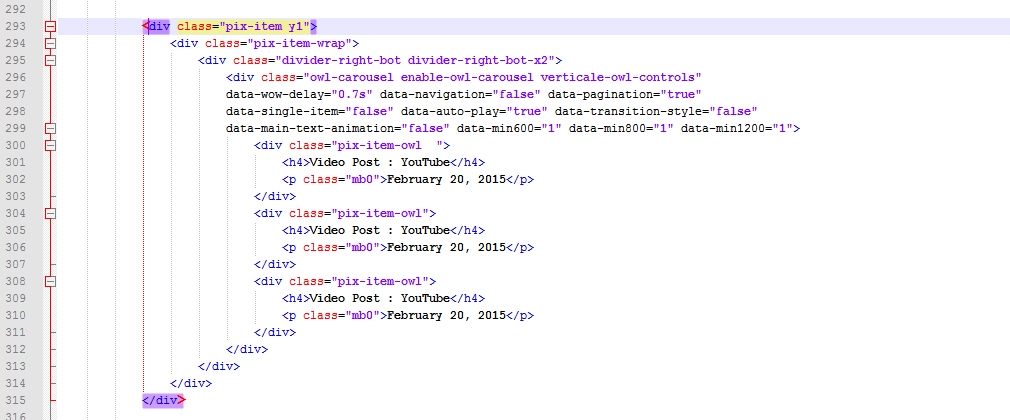 292
293 <div class="pix-item y1">
294 <div class="pix-item-wrap">
295 <div class="divider-right-bot divider-right-bot-x2">
296 <div class="owl-carousel enable-owl-carousel verticale-owl-controls"
297 data-wow-delay="0.7s" data-navigation="false" data-pagination="true"
298 data-single-item="false" data-auto-play="true" data-transition-style="false"
299 data-main-text-animation="false" data-min600="1" data-min800="1" data-min1200="1">
300 <div class="pix-item-owl  ">
301 <h4>Video Post : YouTube</h4>
302 <p class="mb0">February 20, 2015</p>
303 </div>
304 <div class="pix-item-owl">
305 <h4>Video Post : YouTube</h4>
306 <p class="mb0">February 20, 2015</p>
307 </div>
308 <div class="pix-item-owl">
309 <h4>Video Post : YouTube</h4>
310 <p class="mb0">February 20, 2015</p>
311 </div>
312 </div>
313 </div>
314 </div>
315 </div>
316